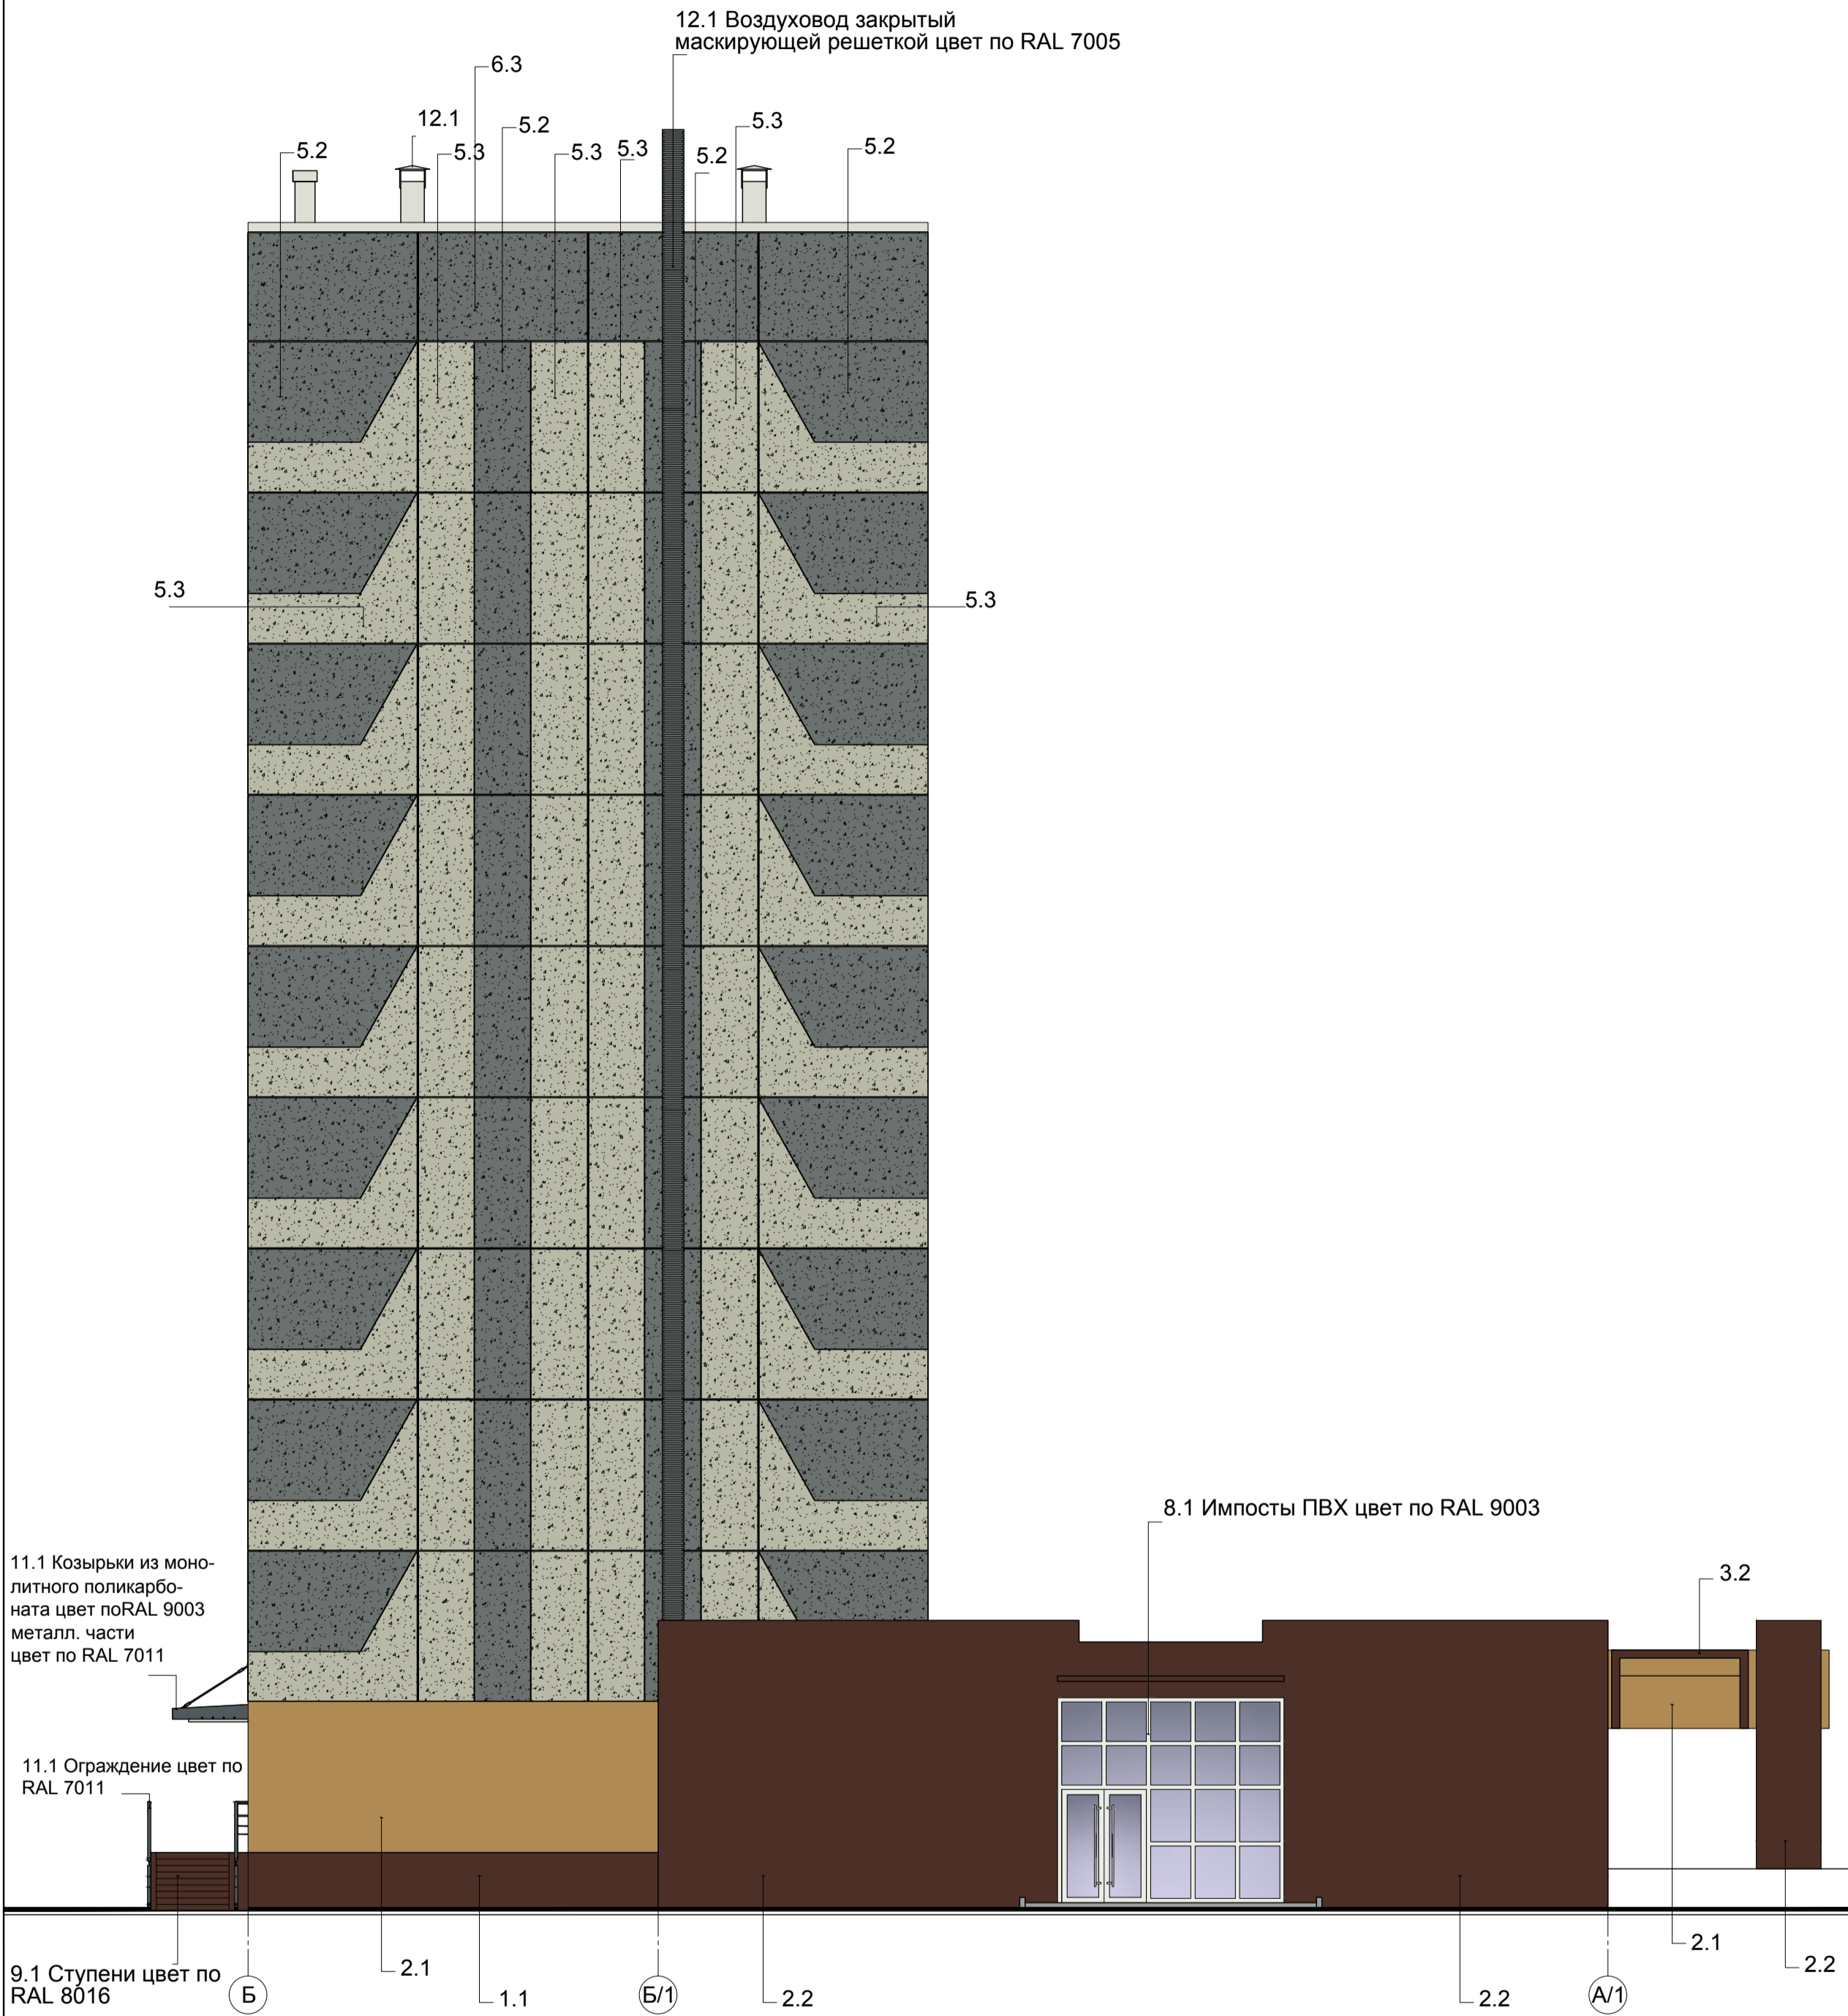 12.1 Воздуховод закрытый
маскирующей решеткой цвет по RAL 7005
6.3
12.1
5.2
5.3
5.2
5.3
5.3
5.3
5.2
5.2
5.3
5.3
8.1 Импосты ПВХ цвет по RAL 9003
11.1 Козырьки из моно-
литного поликарбо-
ната цвет поRAL 9003
металл. части
цвет по RAL 7011
3.2
11.1 Ограждение цвет по
RAL 7011
9.1 Ступени цвет по
RAL 8016
Б
2.1
1.1
Б/1
2.2
2.2
А/1
2.1
2.2